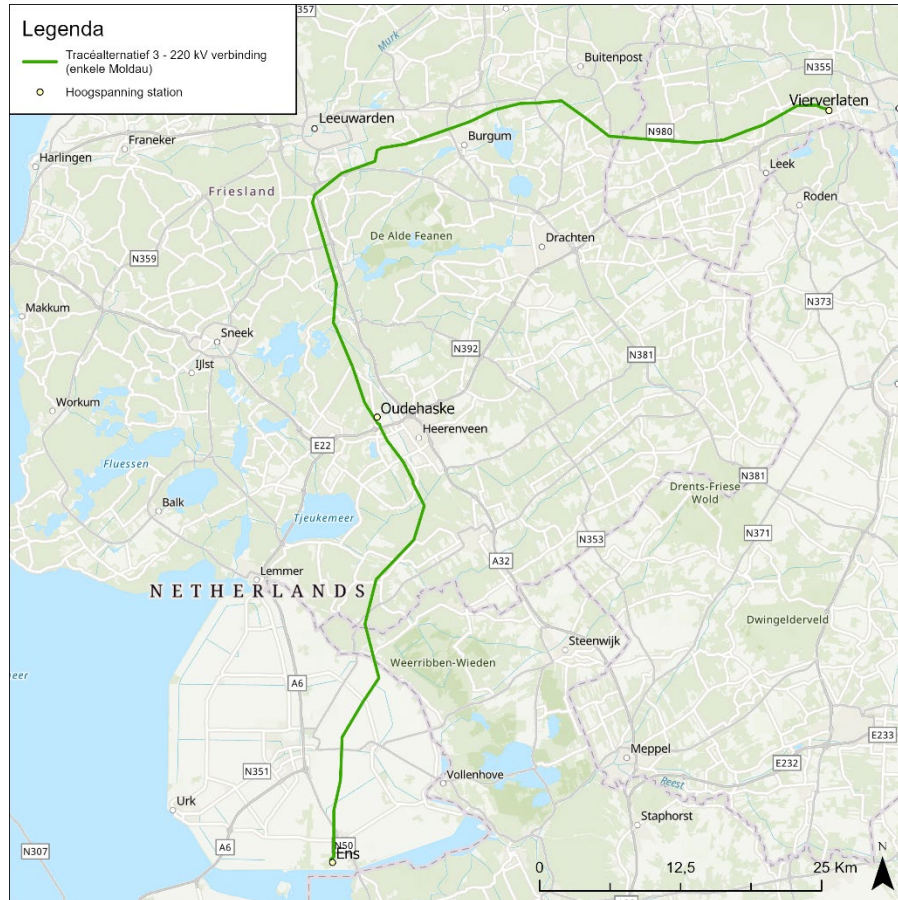 Legenda
Tracéalternatief 3 - 220 kV verbinding
(enkele Moldau)
Hoogspanning station
357
Murk
Buitenpost
N355
Vierverlaten
Leeuwarden
Franeker
Burgum
N980
Harlingen
Leek
Friesland
Roden
De Alde Feanen
Drachten
N359
N373
Makkum
Sneek
N392
N381
IJlst
Workum
Oudehaske
E22
Heerenveen
Fluessen
N381
Drents-Friese
Wold
Balk
Tjeukemeer
N371
A32
N353
Lemmer
NETHERLANDS
Dwingelderveld
Steenwijk
Weerribben-Wieden
A6
E233
Meppel
N351
E232
Vollenhove
Reest
Urk
Staphorst
N307
A6
N50
Ens
N
0
12,5
25 Km